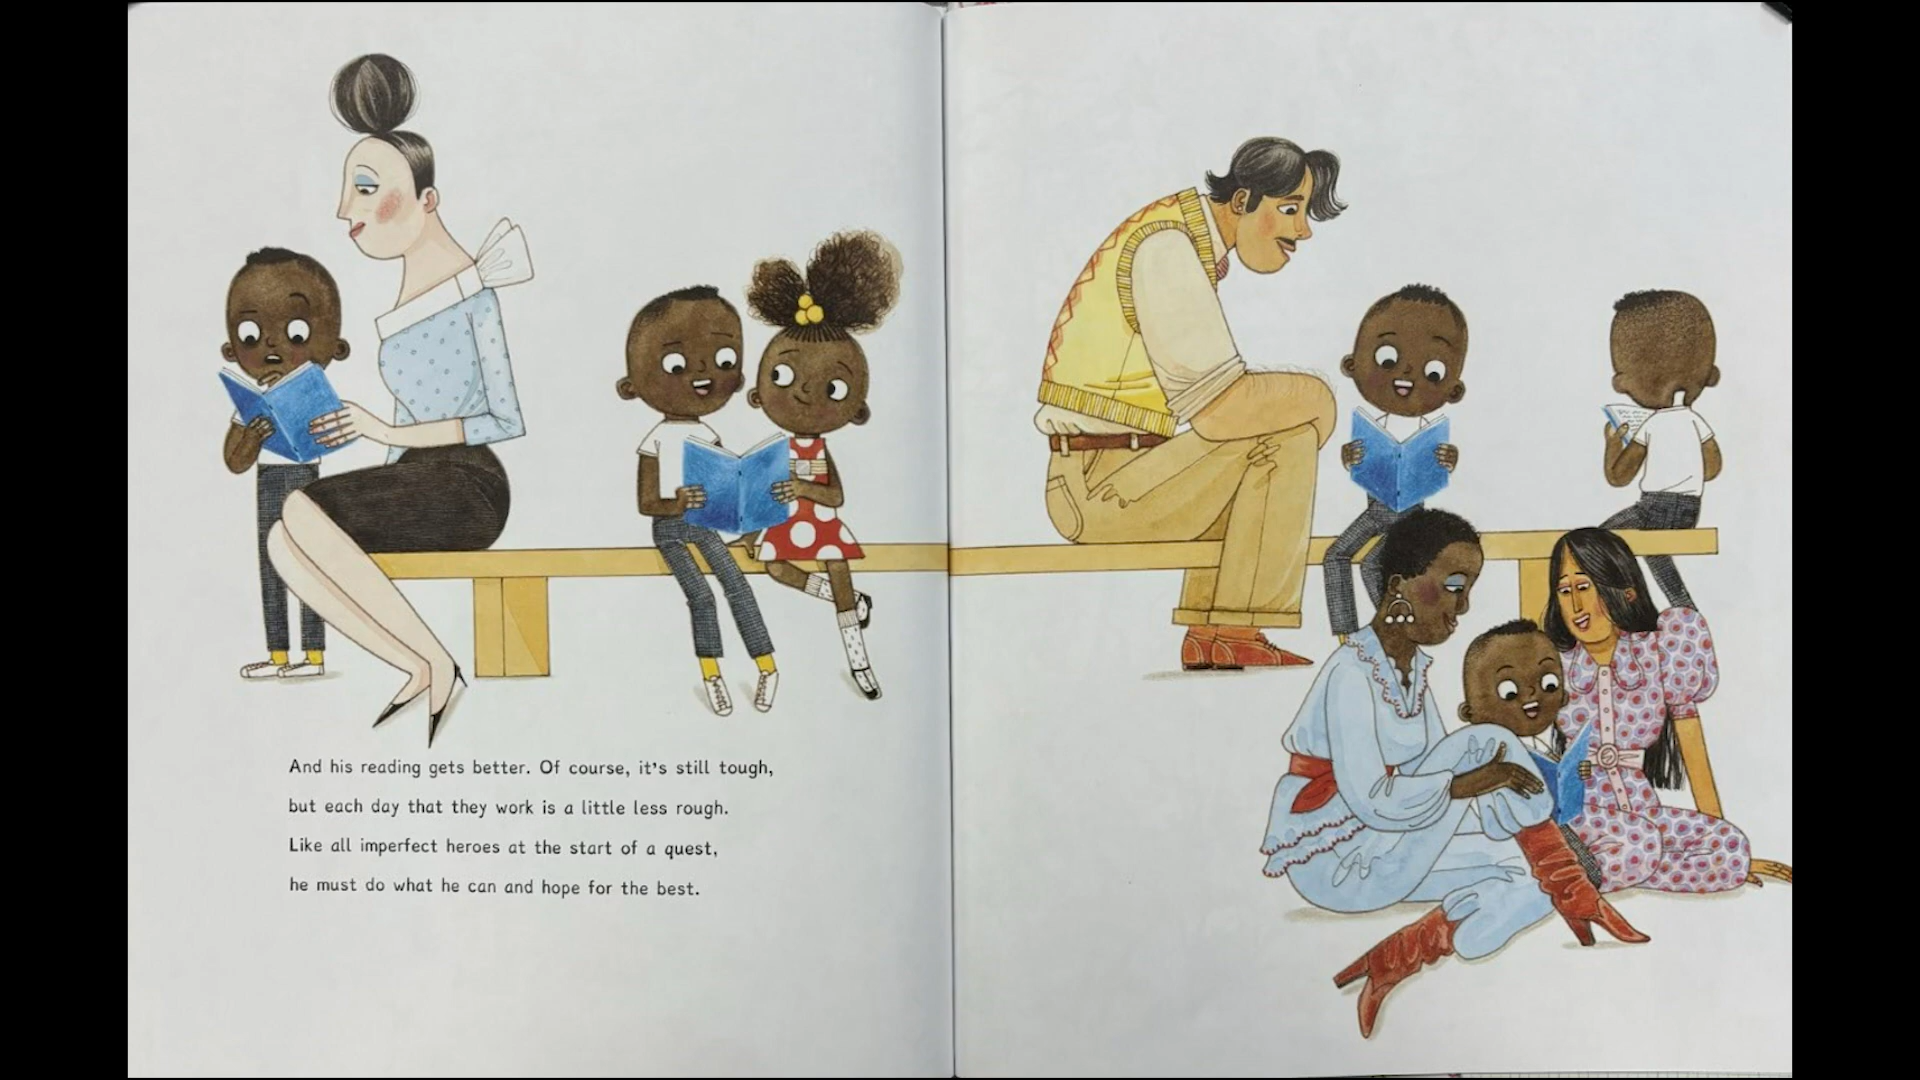 And his reading gets better. Of course, it's still tough,
but each day that they work is a little less rough.
Like all imperfect heroes at the start of a quest,
he must do what he can and hope for the best.